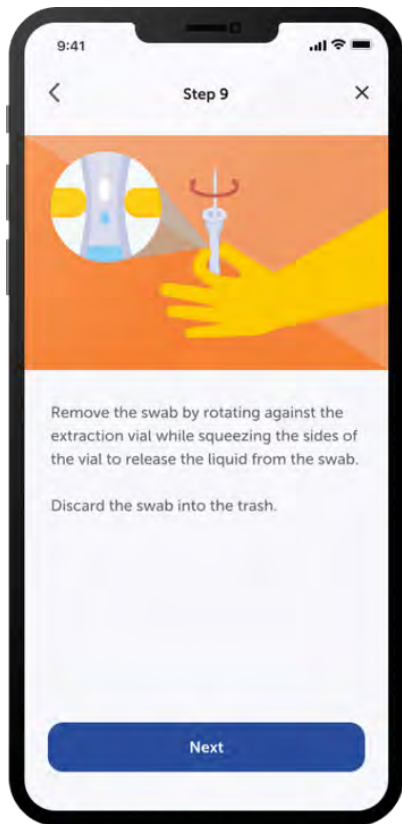 9:41
Step 9
Remove the swab by rotating against the
extraction vial while squeezing the sides of
the vial to release the liquid from the swab.
Discard the swab into the trash.
Next